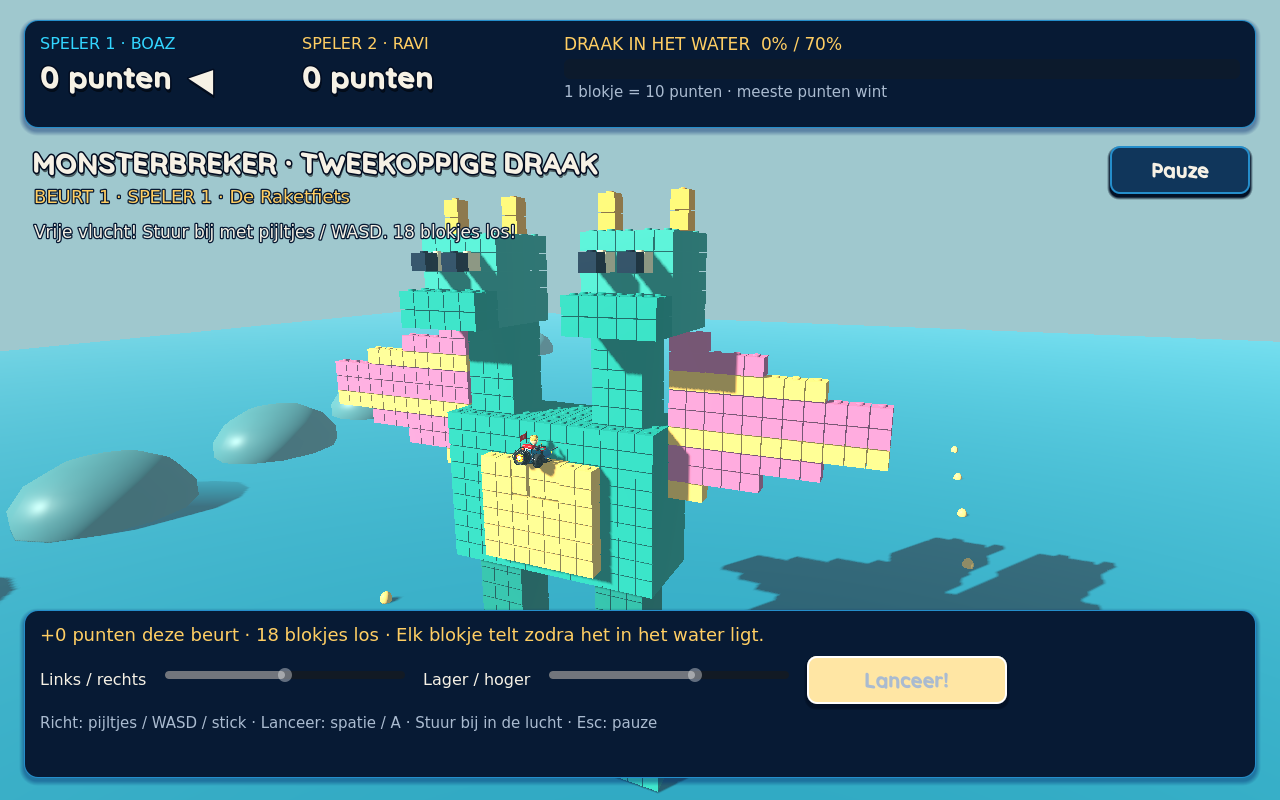 SPELER 1 · BOAZ
0 punten ◀
SPELER 2 · RAVI
0 punten
DRAAK IN HET WATER 0% / 70%
1 blokje = 10 punten · meeste punten wint
MONSTERBREKER · TWEEKOPPIGE DRAAK
BEURT 1 · SPELER 1 · De Raketfiets
Vrije vlucht! Stuur bij met pijltjes / WASD. 18 blokjes los!
Pauze
+0 punten deze beurt · 18 blokjes los · Elk blokje telt zodra het in het water ligt.
Links / rechts
Lager / hoger
Lanceer!
Richt: pijltjes / WASD / stick · Lanceer: spatie / A · Stuur bij in de lucht · Esc: pauze